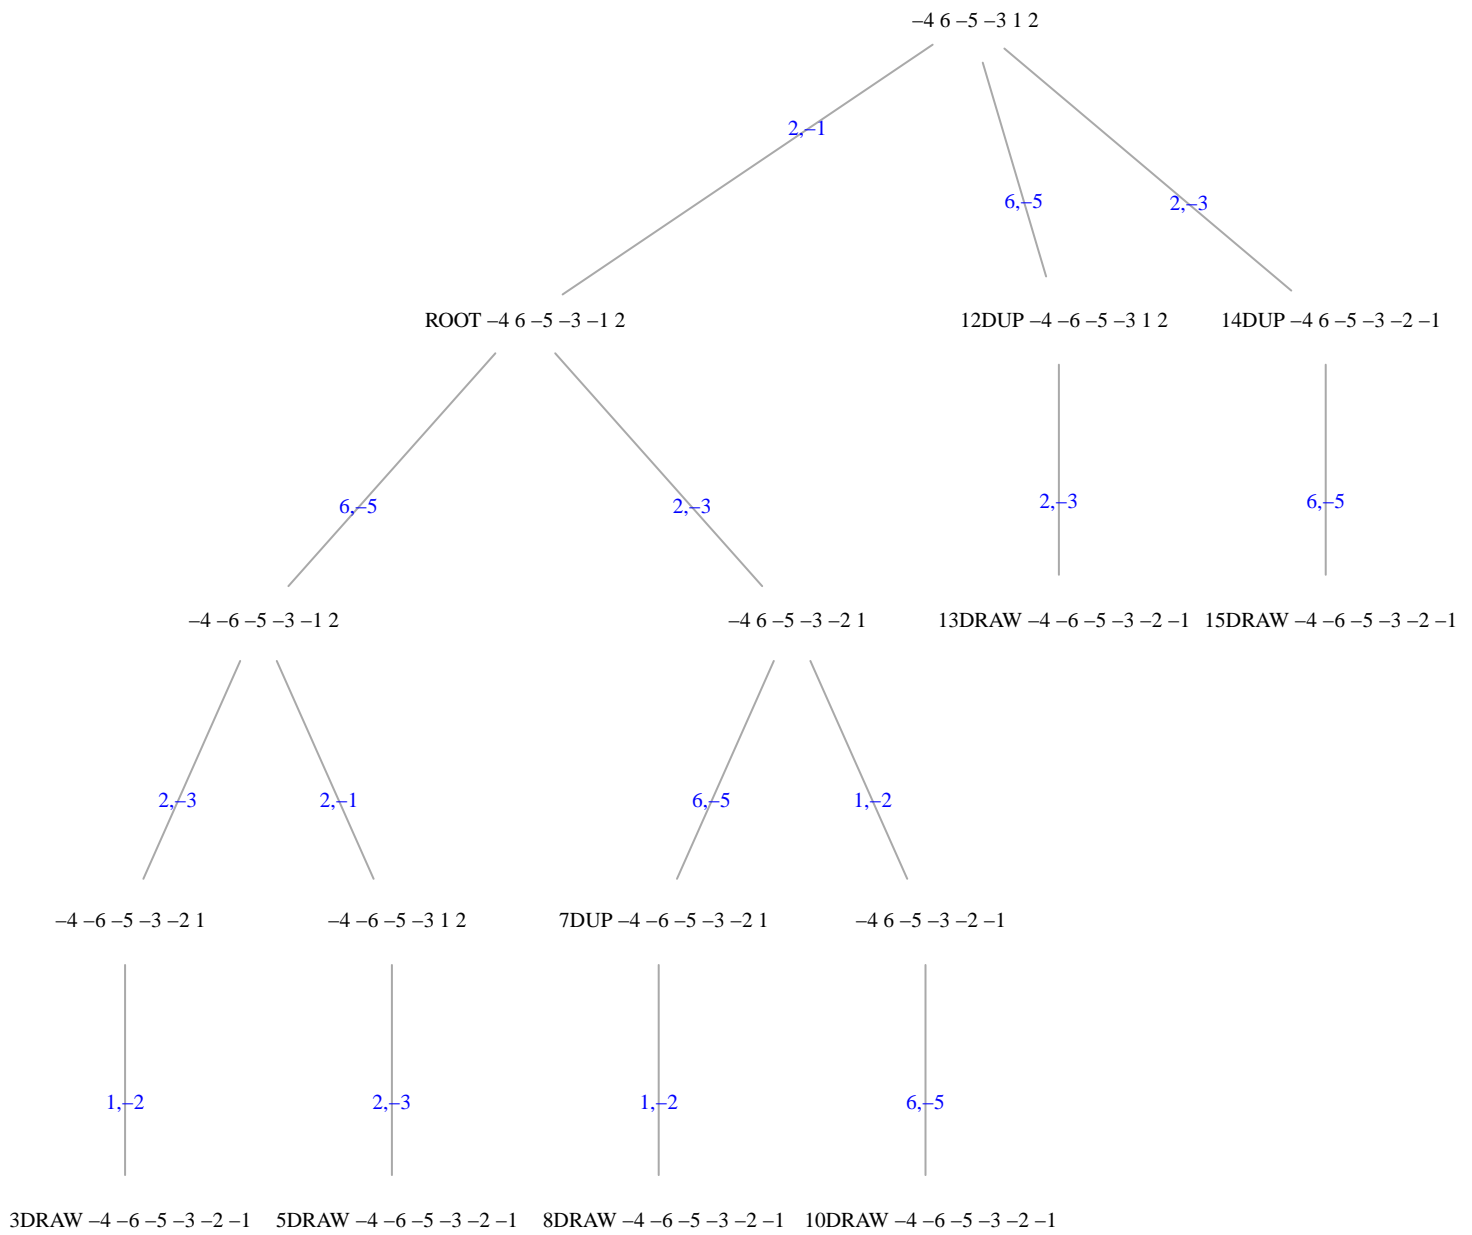 –4 6 –5 –3 1 2
2,–1
6,–5
2,–3
ROOT –4 6 –5 –3 –1 2
12DUP –4 –6 –5 –3 1 2
14DUP –4 6 –5 –3 –2 –1
6,–5
2,–3
2,–3
6,–5
–4 –6 –5 –3 –1 2
–4 6 –5 –3 –2 1
13DRAW –4 –6 –5 –3 –2 –1
15DRAW –4 –6 –5 –3 –2 –1
2,–3
2,–1
6,–5
1,–2
–4 –6 –5 –3 –2 1
–4 –6 –5 –3 1 2
7DUP –4 –6 –5 –3 –2 1
–4 6 –5 –3 –2 –1
1,–2
2,–3
1,–2
6,–5
3DRAW –4 –6 –5 –3 –2 –1
5DRAW –4 –6 –5 –3 –2 –1
8DRAW –4 –6 –5 –3 –2 –1
10DRAW –4 –6 –5 –3 –2 –1